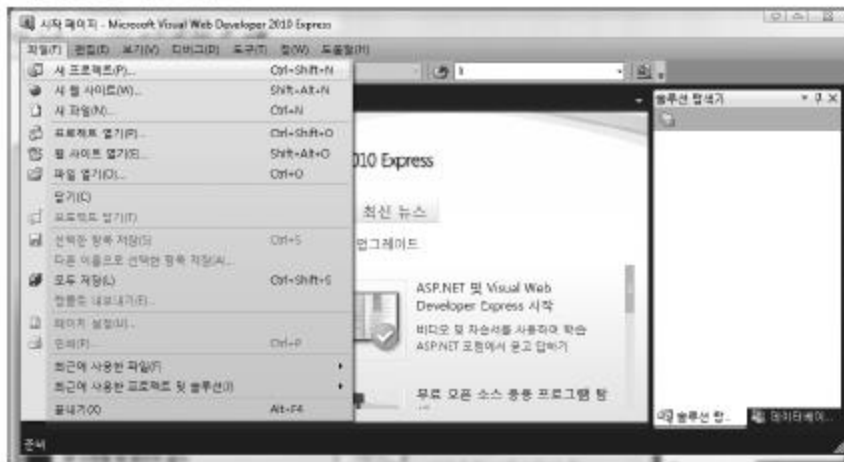 시작 페이지 - Microsoft Visual Web Developer 2010 Express
파일(F) 편집(E) 보기(V) 디버그(D) 도구(T) 창(W) 도움말(H)
새 프로젝트(P)... Ctrl+Shift+N
새 웹 사이트(W)... Shift+Alt+N
새 파일(N)... Ctrl+N
프로젝트 열기(P)... Ctrl+Shift+O
웹 사이트 열기(E)... Shift+Alt+O
파일 열기(O)... Ctrl+O
닫기(C)
프로젝트 닫기(T)
선택한 항목 저장(S) Ctrl+S
다른 이름으로 선택한 항목 저장(A)...
모두 저장(L) Ctrl+Shift+S
템플릿 내보내기(E)...
페이지 설정(U)...
인쇄(P)... Ctrl+P
최근에 사용한 파일(F)
최근에 사용한 프로젝트 및 솔루션(J)
끝내기(X) Alt+F4
준비
010 Express
최신 뉴스
업그레이드
ASP.NET 및 Visual Web
Developer Express 시작
비디오 및 자습서를 사용하여 학습
ASP.NET 포럼에서 묻고 답하기
무료 오픈 소스 응용 프로그램 탐
솔루션 탐색기
솔루션 탐... 데이터베이...